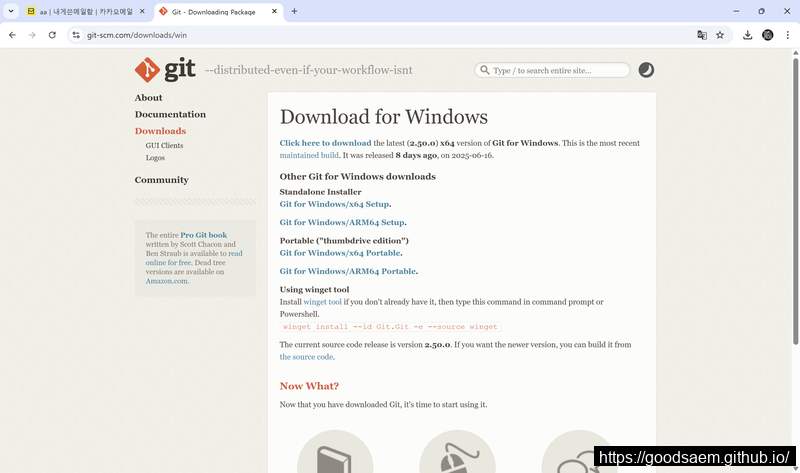 aa | 내게쓴메일함 | 카카오메일
Git - Downloading Package
git-scm.com/downloads/win
git --distributed-even-if-your-workflow-isnt
Type / to search entire site...
About
Documentation
Downloads
GUI Clients
Logos
Community
The entire Pro Git book
written by Scott Chacon and
Ben Straub is available to read
online for free. Dead tree
versions are available on
Amazon.com.
Download for Windows
Click here to download the latest (2.50.0) x64 version of Git for Windows. This is the most recent
maintained build. It was released 8 days ago, on 2025-06-16.
Other Git for Windows downloads
Standalone Installer
Git for Windows/x64 Setup.
Git for Windows/ARM64 Setup.
Portable ("thumbdrive edition")
Git for Windows/x64 Portable.
Git for Windows/ARM64 Portable.
Using winget tool
Install winget tool if you don't already have it, then type this command in command prompt or
Powershell.
winget install --id Git.Git -e --source winget
The current source code release is version 2.50.0. If you want the newer version, you can build it from
the source code.
Now What?
Now that you have downloaded Git, it's time to start using it.
https://goodsaem.github.io/